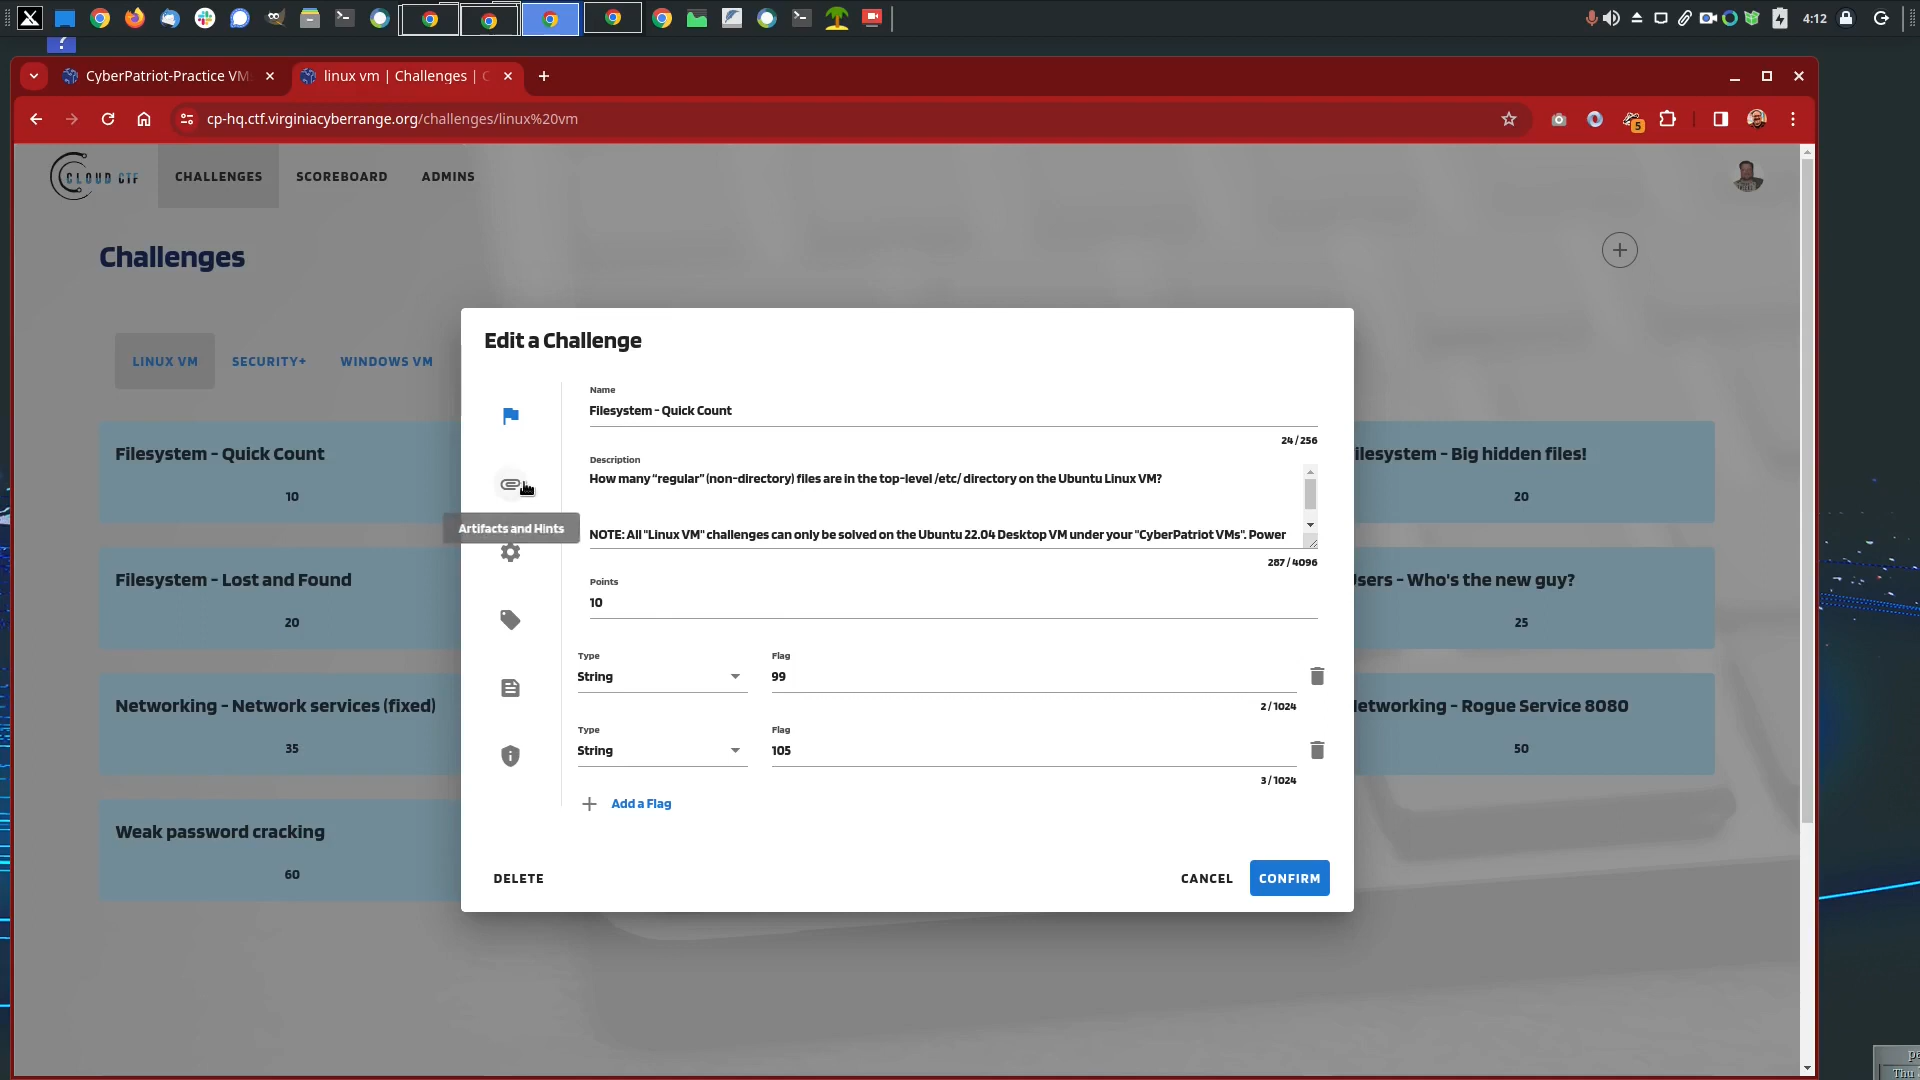 4:12
?
CyberPatriot-Practice VM
linux vm | Challenges | C
cp-hq.ctf.virginiacyberrange.org/challenges/linux%20vm
5
CLOUD CTF
CHALLENGES
SCOREBOARD
ADMINS
Challenges
LINUX VM
SECURITY+
WINDOWS VM
Filesystem - Quick Count
10
Filesystem - Lost and Found
20
Networking - Network services (fixed)
35
Weak password cracking
60
ilesystem - Big hidden files!
20
Users - Who's the new guy?
25
Networking - Rogue Service 8080
50
Edit a Challenge
Artifacts and Hints
Name
Filesystem - Quick Count
24 / 256
Description
How many “regular” (non-directory) files are in the top-level /etc/ directory on the Ubuntu Linux VM?
NOTE: All "Linux VM" challenges can only be solved on the Ubuntu 22.04 Desktop VM under your "CyberPatriot VMs". Power
287 / 4096
Points
10
Type
String
Flag
99
2 / 1024
Type
String
Flag
105
3 / 1024
Add a Flag
DELETE
CANCEL
CONFIRM
Thu